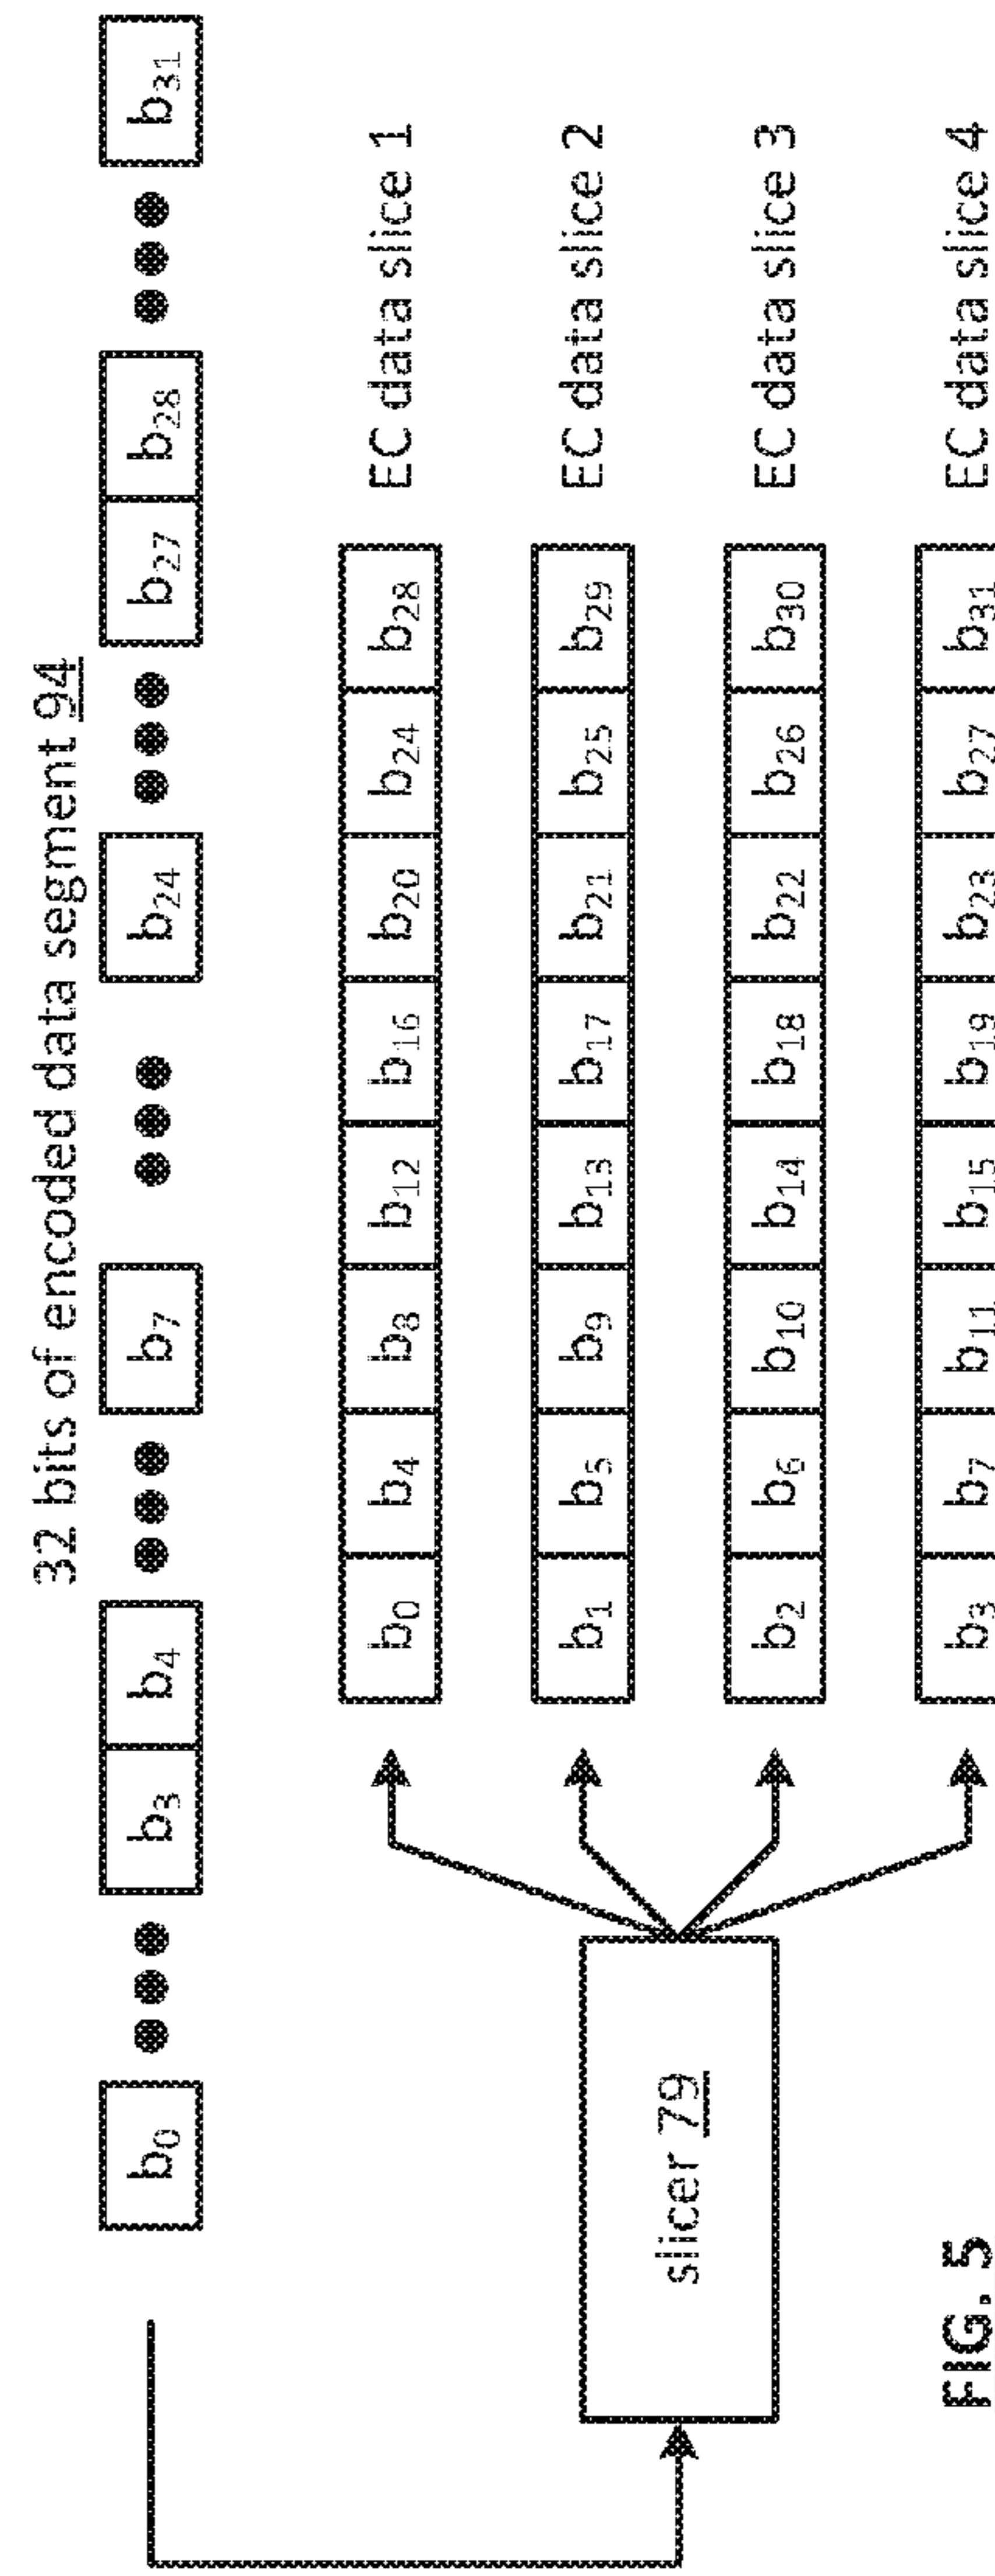 32 bits of encoded data segment 94
b0 b3 b4 b7 b24 b27 b28 b31
b0 b4 b8 b12 b16 b20 b24 b28 EC data slice 1
b1 b5 b9 b13 b17 b21 b25 b29 EC data slice 2
slicer 79
b2 b6 b10 b14 b18 b22 b26 b30 EC data slice 3
b3 b7 b11 b15 b19 b23 b27 b31 EC data slice 4
FIG. 5